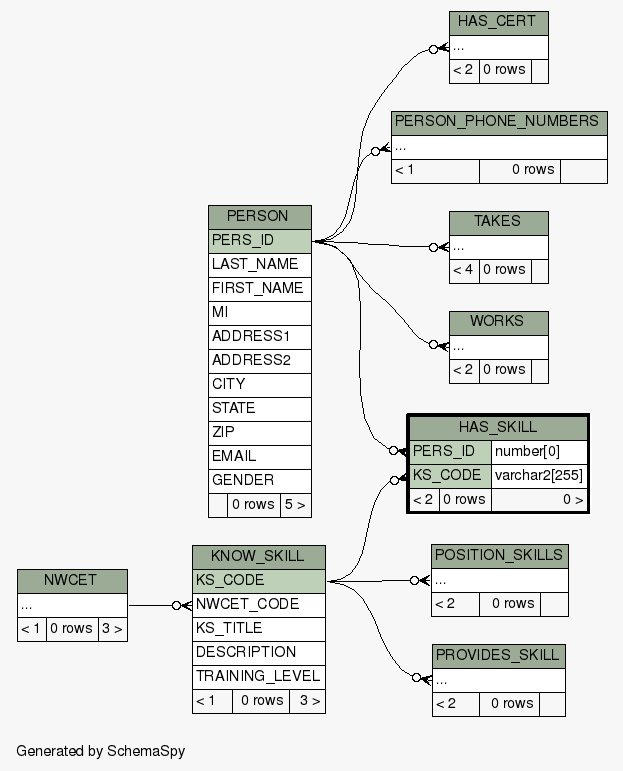 HAS_CERT
...
< 2 0 rows
PERSON_PHONE_NUMBERS
...
< 1 0 rows
PERSON
PERS_ID
LAST_NAME
FIRST_NAME
MI
ADDRESS1
ADDRESS2
CITY
STATE
ZIP
EMAIL
GENDER
0 rows 5 >
TAKES
...
< 4 0 rows
WORKS
...
< 2 0 rows
HAS_SKILL
PERS_ID number[0]
KS_CODE varchar2[255]
< 2 0 rows 0 >
NWCET
...
< 1 0 rows 3 >
KNOW_SKILL
KS_CODE
NWCET_CODE
KS_TITLE
DESCRIPTION
TRAINING_LEVEL
< 1 0 rows 3 >
POSITION_SKILLS
...
< 2 0 rows
PROVIDES_SKILL
...
< 2 0 rows
Generated by SchemaSpy